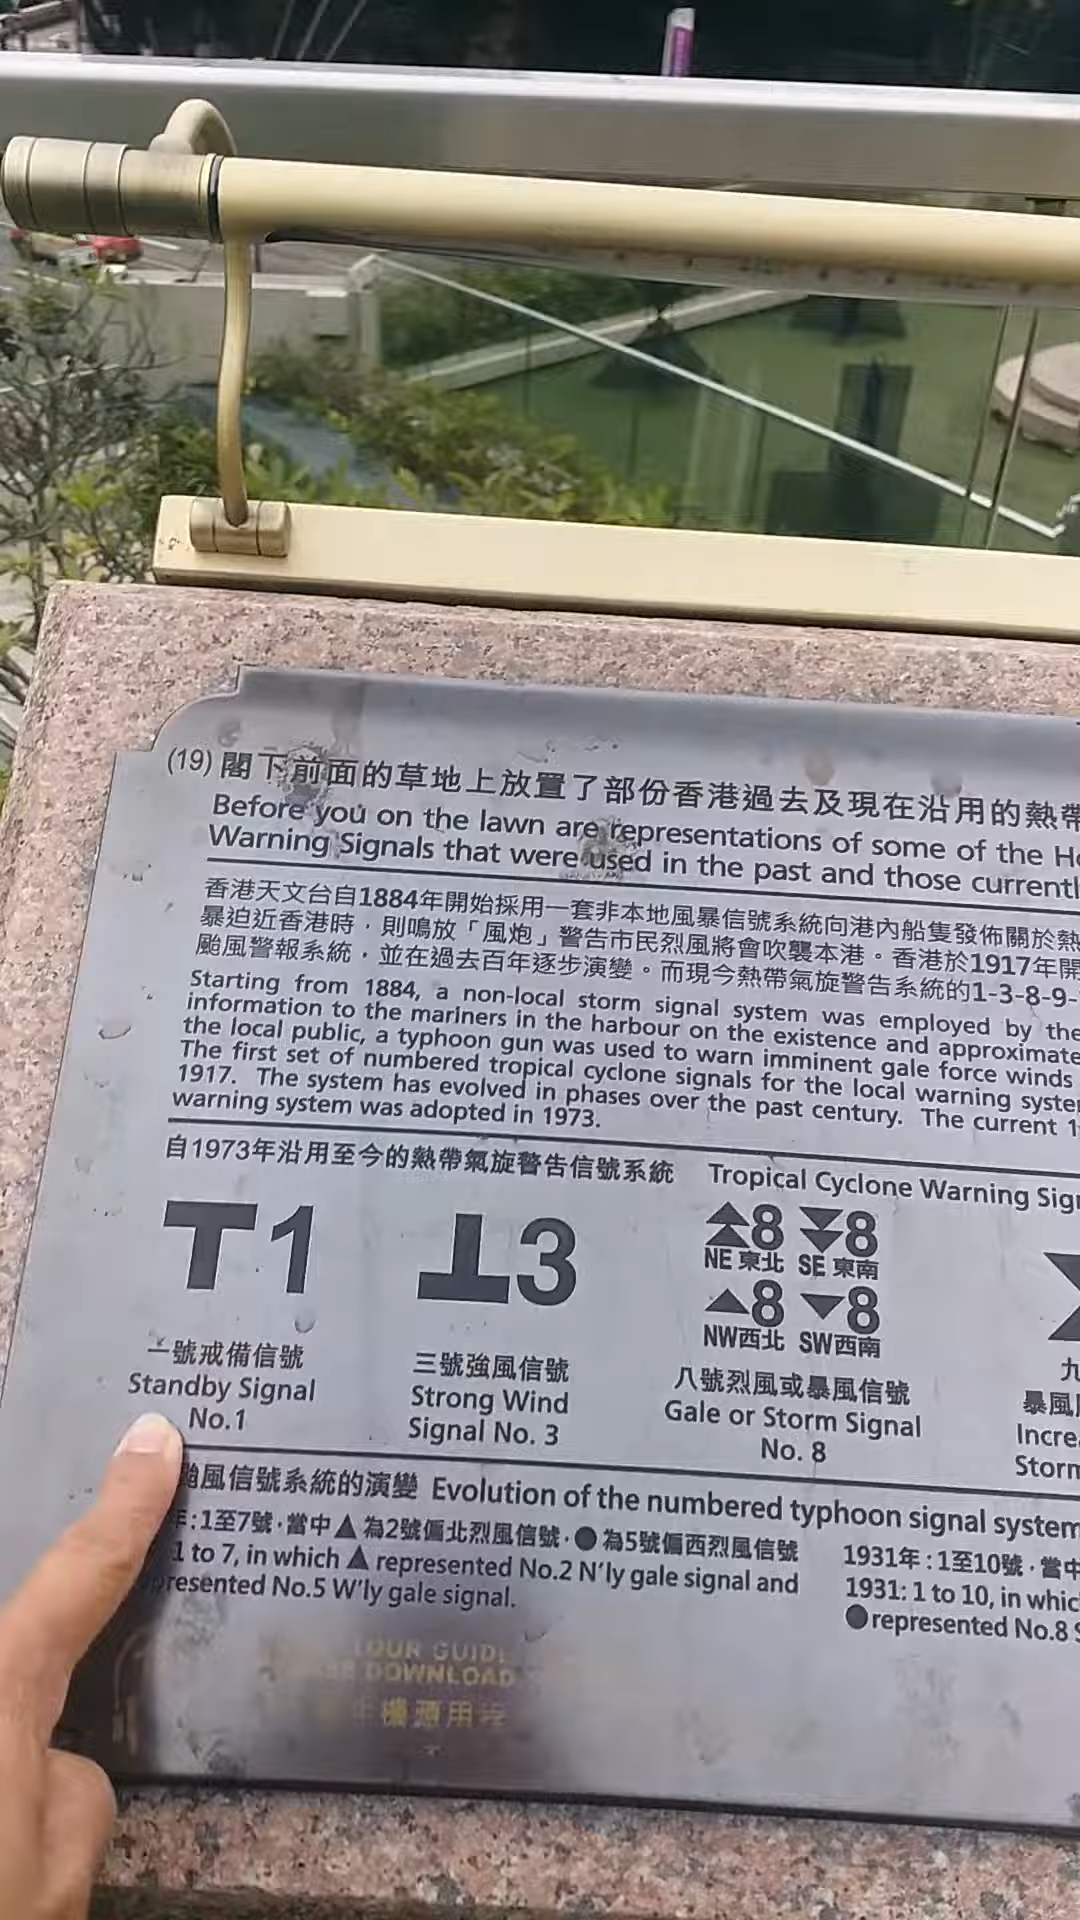 (19) 閣下前面的草地上放置了部份香港過去及現在沿用的熱帶
Before you on the lawn are representations of some of the
Warning Signals that were used in the past and those
香港天文台自1884年開始採用一套非本地風暴信號系統向港內船隻發佈關於熱
暴迫近香港時，則鳴放「風炮」警告市民烈風將會吹襲本港。香港於1917年開
颱風警報系統，並在過去百年逐步演變。而現今熱帶氣旋警告系統的1-3-8-9-
Starting from 1884, a non-local storm signal system was employed by the
information to the mariners in the harbour on the existence and
the local public, a typhoon gun was used to warn imminent gale force winds
The first set of numbered tropical cyclone signals for the local warning
1917. The system has evolved in phases over the past century. The current
warning system was adopted in 1973.
自1973年沿用至今的熱帶氣旋警告信號系統 Tropical Cyclone Warning
T1
一號戒備信號
Standby Signal
No.1
⊥3
三號強風信號
Strong Wind
Signal No. 3
▲8 ▼8
NE 東北 SE 東南
▲8 ▼8
NW西北 SW西南
八號烈風或暴風信號
Gale or Storm Signal
No. 8
九
暴風
颱風信號系統的演變 Evolution of the numbered typhoon signal system
年:1至7號·當中▲為2號偏北烈風信號·●為5號偏西烈風信號
1 to 7, in which ▲ represented No.2 N'ly gale signal and
represented No.5 W'ly gale signal.
1931年:1至10號·當中
1931: 1 to 10, in
●represented No.8
TOUR GUIDE
DOWNLOAD